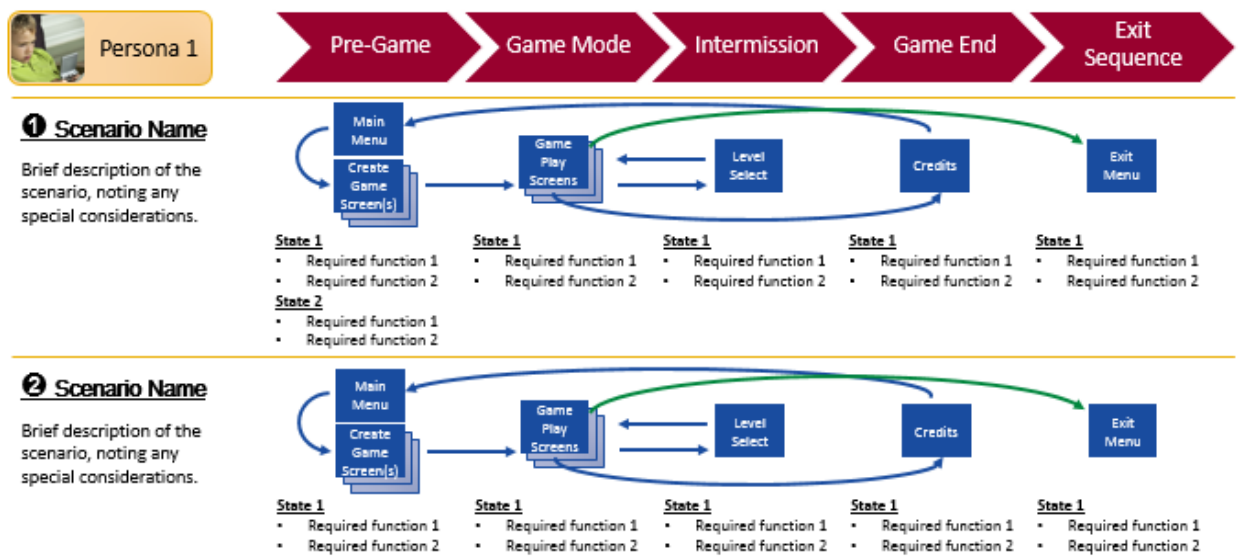 Persona 1
Pre-Game
Game Mode
Intermission
Game End
Exit
Sequence
❶ Scenario Name
Brief description of the
scenario, noting any
special considerations.
Main
Menu
Create
Game
Screen(s)
Game
Play
Screens
Level
Select
Credits
Exit
Menu
State 1
▪ Required function 1
▪ Required function 2
State 2
▪ Required function 1
▪ Required function 2
State 1
▪ Required function 1
▪ Required function 2
State 1
▪ Required function 1
▪ Required function 2
State 1
▪ Required function 1
▪ Required function 2
State 1
▪ Required function 1
▪ Required function 2
❷ Scenario Name
Brief description of the
scenario, noting any
special considerations.
Main
Menu
Create
Game
Screen(s)
Game
Play
Screens
Level
Select
Credits
Exit
Menu
State 1
▪ Required function 1
▪ Required function 2
State 1
▪ Required function 1
▪ Required function 2
State 1
▪ Required function 1
▪ Required function 2
State 1
▪ Required function 1
▪ Required function 2
State 1
▪ Required function 1
▪ Required function 2